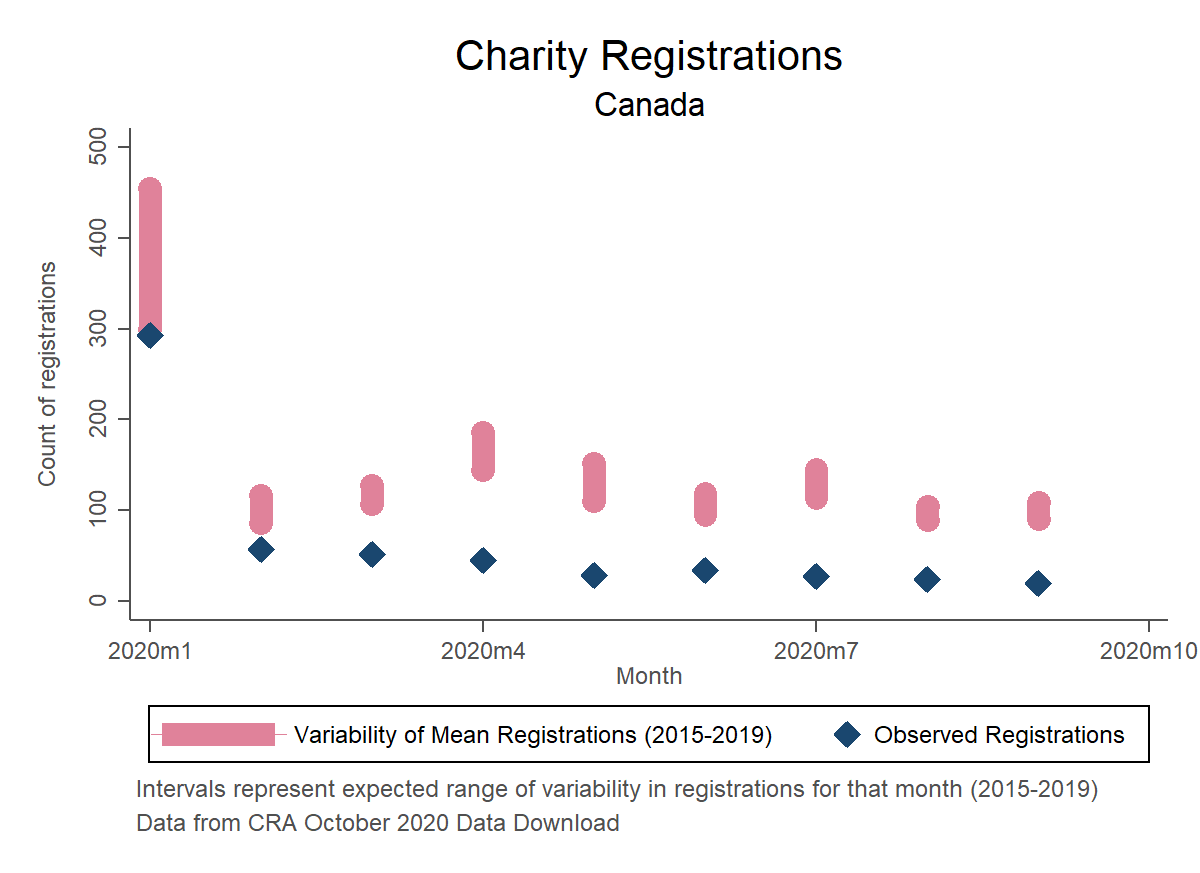 Charity Registrations
Canada
Count of registrations
500
400
300
200
100
0
2020m1 2020m4 2020m7 2020m10
Month
Variability of Mean Registrations (2015-2019) Observed Registrations
Intervals represent expected range of variability in registrations for that month (2015-2019)
Data from CRA October 2020 Data Download